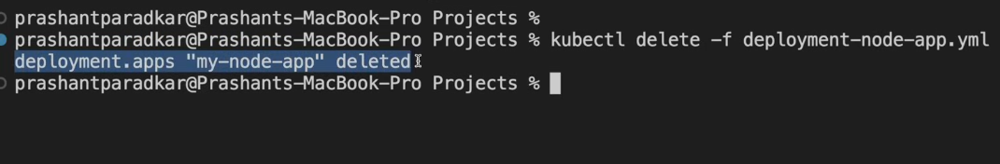 prashantparadkar@Prashants-MacBook-Pro Projects %
prashantparadkar@Prashants-MacBook-Pro Projects % kubectl delete -f deployment-node-app.yml
deployment.apps "my-node-app" deleted
prashantparadkar@Prashants-MacBook-Pro Projects %